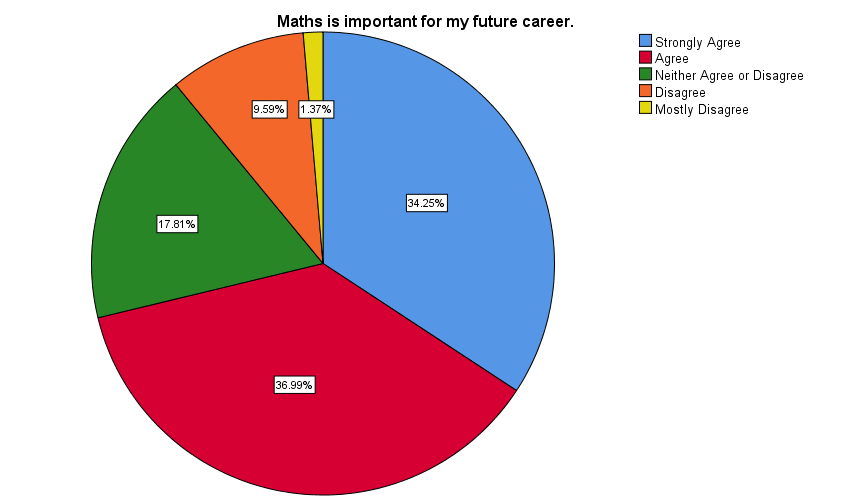 Maths is important for my future career.
Strongly Agree
Agree
Neither Agree or Disagree
Disagree
Mostly Disagree
9.59%
1.37%
34.25%
17.81%
36.99%